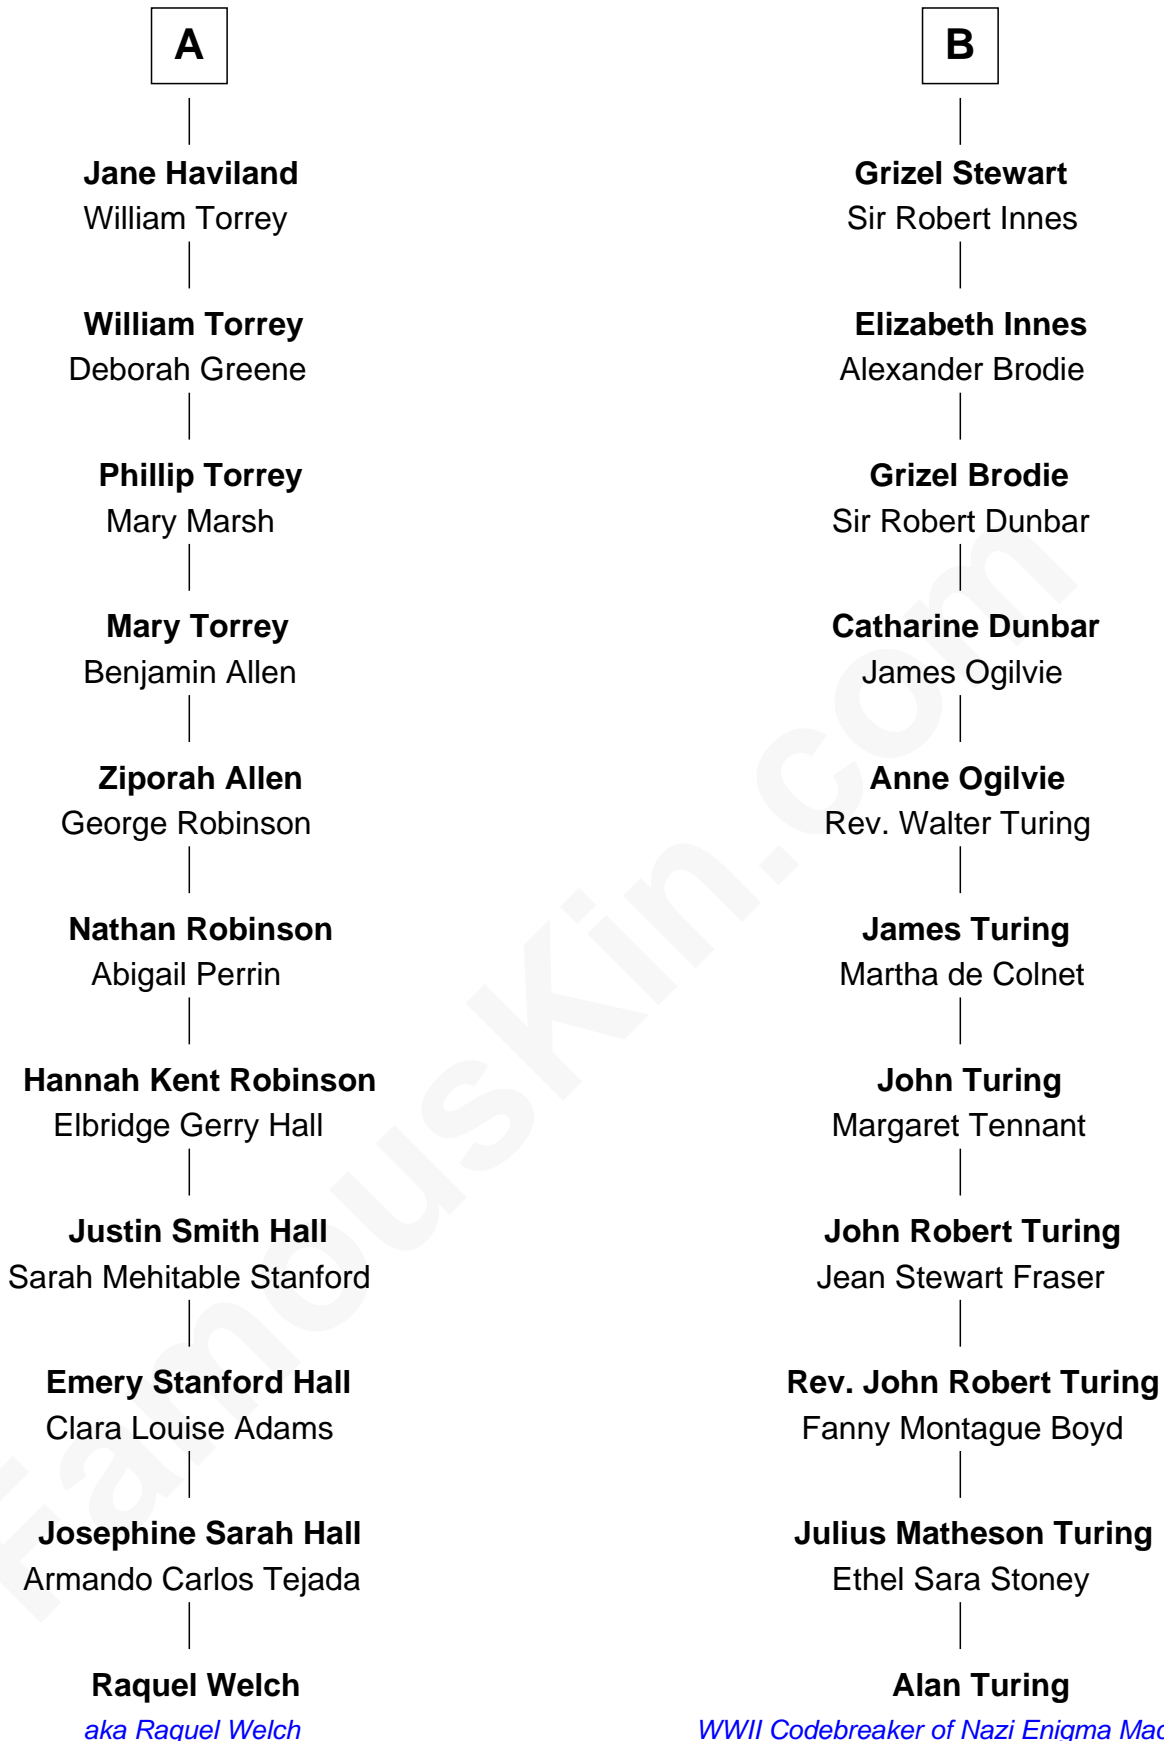 A
Jane Haviland
William Torrey
William Torrey
Deborah Greene
Phillip Torrey
Mary Marsh
Mary Torrey
Benjamin Allen
Ziporah Allen
George Robinson
Nathan Robinson
Abigail Perrin
Hannah Kent Robinson
Elbridge Gerry Hall
Justin Smith Hall
Sarah Mehitable Stanford
Emery Stanford Hall
Clara Louise Adams
Josephine Sarah Hall
Armando Carlos Tejada
Raquel Welch
aka Raquel Welch
B
Grizel Stewart
Sir Robert Innes
Elizabeth Innes
Alexander Brodie
Grizel Brodie
Sir Robert Dunbar
Catharine Dunbar
James Ogilvie
Anne Ogilvie
Rev. Walter Turing
James Turing
Martha de Colnet
John Turing
Margaret Tennant
John Robert Turing
Jean Stewart Fraser
Rev. John Robert Turing
Fanny Montague Boyd
Julius Matheson Turing
Ethel Sara Stoney
Alan Turing
WWII Codebreaker of Nazi Enigma
FamousKin.com